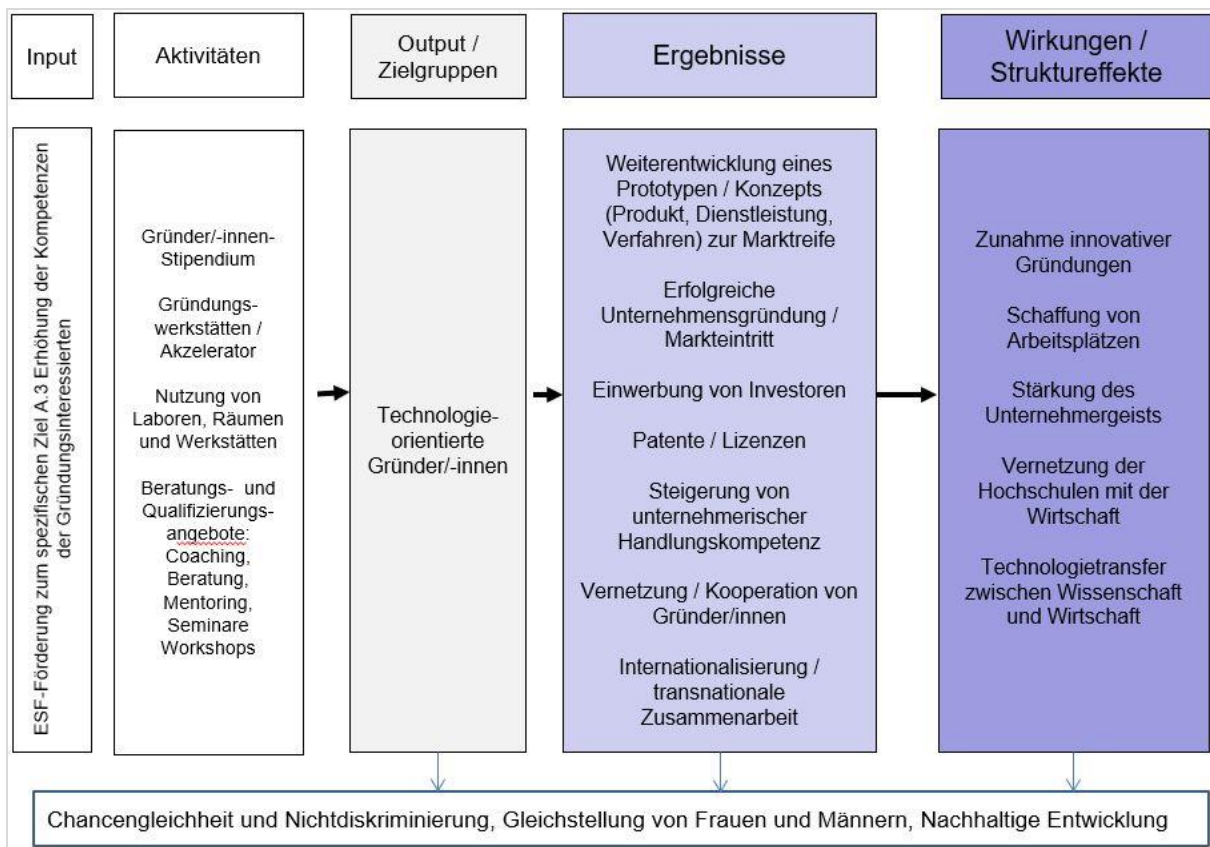 Input
Aktivitäten
Output /
Zielgruppen
Ergebnisse
Wirkungen /
Struktureffekte
ESF-Förderung zum spezifischen Ziel A.3 Erhöhung der Kompetenzen
der Gründungsinteressierten
Gründer/-innen-
Stipendium
Gründungs-
werkstätten /
Akzelerator
Nutzung von
Laboren, Räumen
und Werkstätten
Beratungs- und
Qualifizierungs-
angebote:
Coaching,
Beratung,
Mentoring,
Seminare
Workshops
Technologie-
orientierte
Gründer/-innen
Weiterentwicklung eines
Prototypen / Konzepts
(Produkt, Dienstleistung,
Verfahren) zur Marktreife
Erfolgreiche
Unternehmensgründung /
Markteintritt
Einwerbung von Investoren
Patente / Lizenzen
Steigerung von
unternehmerischer
Handlungskompetenz
Vernetzung / Kooperation von
Gründer/innen
Internationalisierung /
transnationale
Zusammenarbeit
Zunahme innovativer
Gründungen
Schaffung von
Arbeitsplätzen
Stärkung des
Unternehmergeists
Vernetzung der
Hochschulen mit der
Wirtschaft
Technologietransfer
zwischen Wissenschaft
und Wirtschaft
Chancengleichheit und Nichtdiskriminierung, Gleichstellung von Frauen und Männern, Nachhaltige Entwicklung